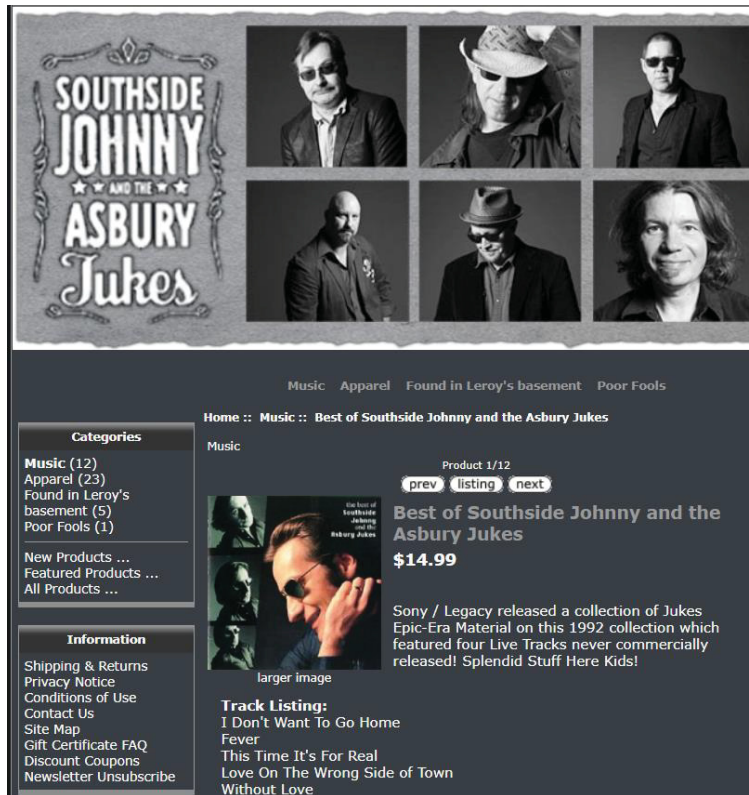 SOUTHSIDE
JOHNNY
AND THE
ASBURY
Jukes
Music Apparel Found in Leroy's basement Poor Fools
Home :: Music :: Best of Southside Johnny and the Asbury Jukes
Categories
Music (12)
Apparel (23)
Found in Leroy's
basement (5)
Poor Fools (1)
New Products ...
Featured Products ...
All Products ...
Information
Shipping & Returns
Privacy Notice
Conditions of Use
Contact Us
Site Map
Gift Certificate FAQ
Discount Coupons
Newsletter Unsubscribe
Music
Product 1/12
prev listing next
the best of
Southside
Johnny
and the
Asbury Jukes
larger image
Best of Southside Johnny and the
Asbury Jukes
$14.99
Sony / Legacy released a collection of Jukes
Epic-Era Material on this 1992 collection which
featured four Live Tracks never commercially
released! Splendid Stuff Here Kids!
Track Listing:
I Don't Want To Go Home
Fever
This Time It's For Real
Love On The Wrong Side of Town
Without Love